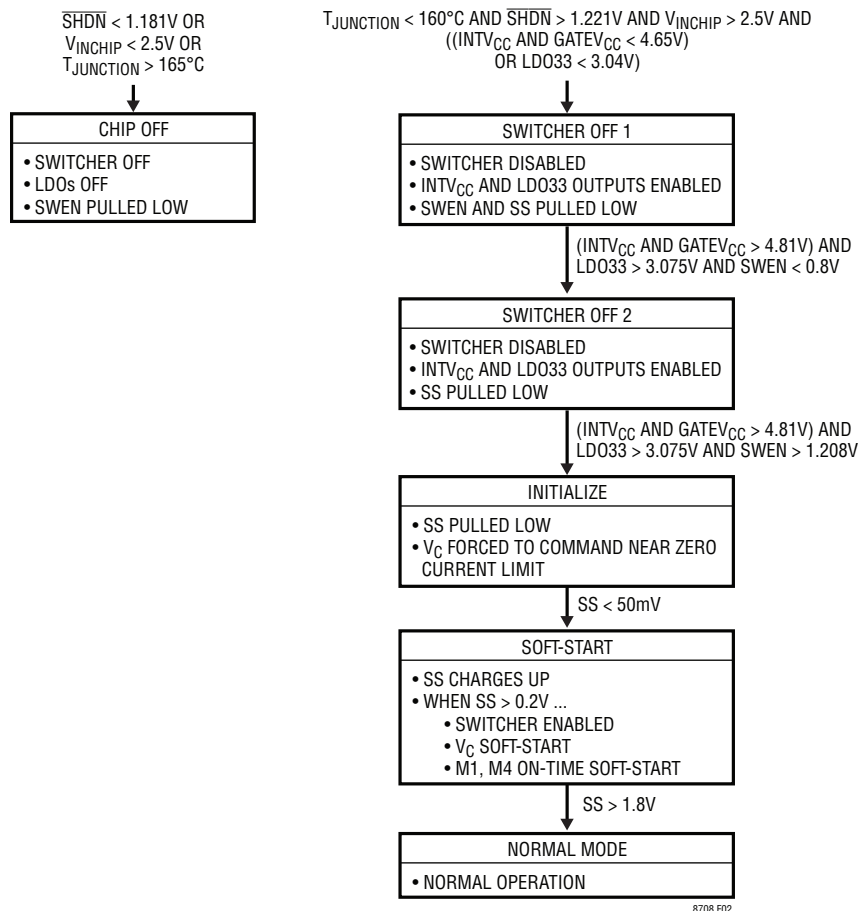 SHDN < 1.181V OR
VINCHIP < 2.5V OR
TJUNCTION > 165°C
CHIP OFF
• SWITCHER OFF
• LDOs OFF
• SWEN PULLED LOW
TJUNCTION < 160°C AND SHDN > 1.221V AND VINCHIP > 2.5V AND
((INTVCC AND GATEVCC < 4.65V)
OR LDO33 < 3.04V)
SWITCHER OFF 1
• SWITCHER DISABLED
• INTVCC AND LDO33 OUTPUTS ENABLED
• SWEN AND SS PULLED LOW
(INTVCC AND GATEVCC > 4.81V) AND
LDO33 > 3.075V AND SWEN < 0.8V
SWITCHER OFF 2
• SWITCHER DISABLED
• INTVCC AND LDO33 OUTPUTS ENABLED
• SS PULLED LOW
(INTVCC AND GATEVCC > 4.81V) AND
LDO33 > 3.075V AND SWEN > 1.208V
INITIALIZE
• SS PULLED LOW
• VC FORCED TO COMMAND NEAR ZERO
CURRENT LIMIT
SS < 50mV
SOFT-START
• SS CHARGES UP
• WHEN SS > 0.2V ...
• SWITCHER ENABLED
• VC SOFT-START
• M1, M4 ON-TIME SOFT-START
SS > 1.8V
NORMAL MODE
• NORMAL OPERATION
8708 F02